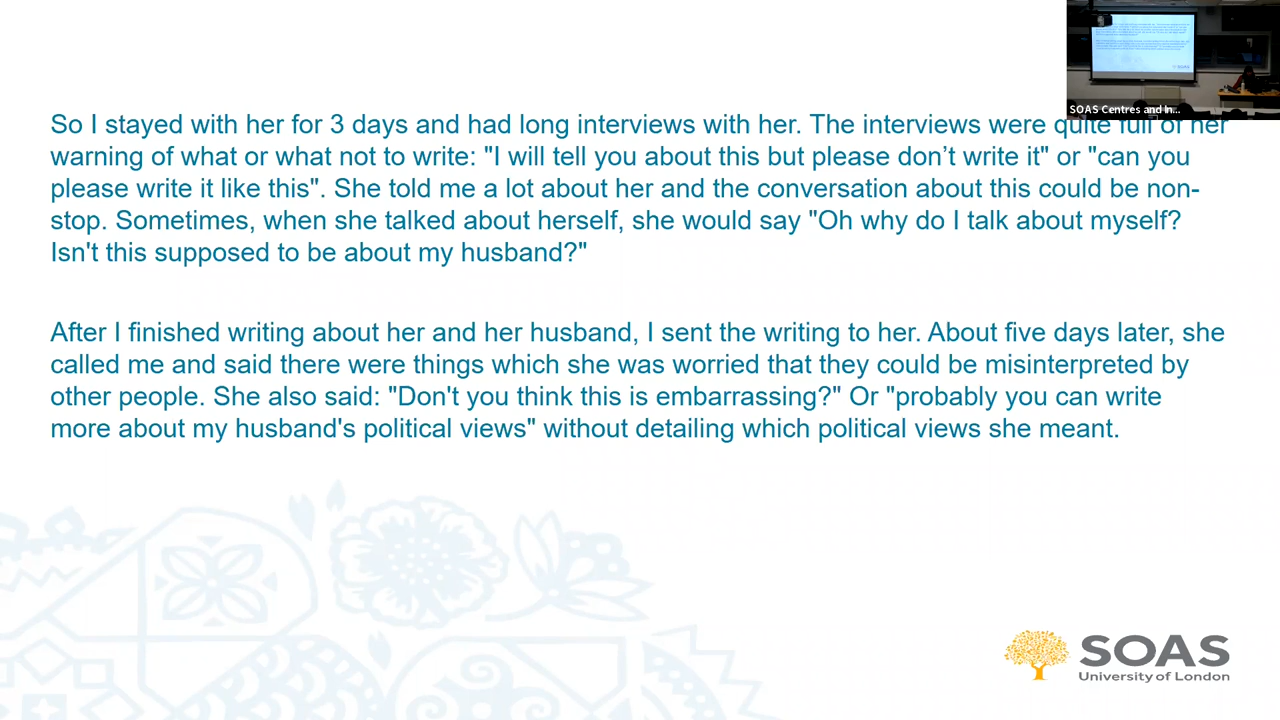 SOAS Centres and In...
So I stayed with her for 3 days and had long interviews with her. The interviews were quite full of her
warning of what or what not to write: "I will tell you about this but please don’t write it" or "can you
please write it like this". She told me a lot about her and the conversation about this could be non-
stop. Sometimes, when she talked about herself, she would say "Oh why do I talk about myself?
Isn't this supposed to be about my husband?"
After I finished writing about her and her husband, I sent the writing to her. About five days later, she
called me and said there were things which she was worried that they could be misinterpreted by
other people. She also said: "Don't you think this is embarrassing?" Or "probably you can write
more about my husband's political views" without detailing which political views she meant.
SOAS
University of London